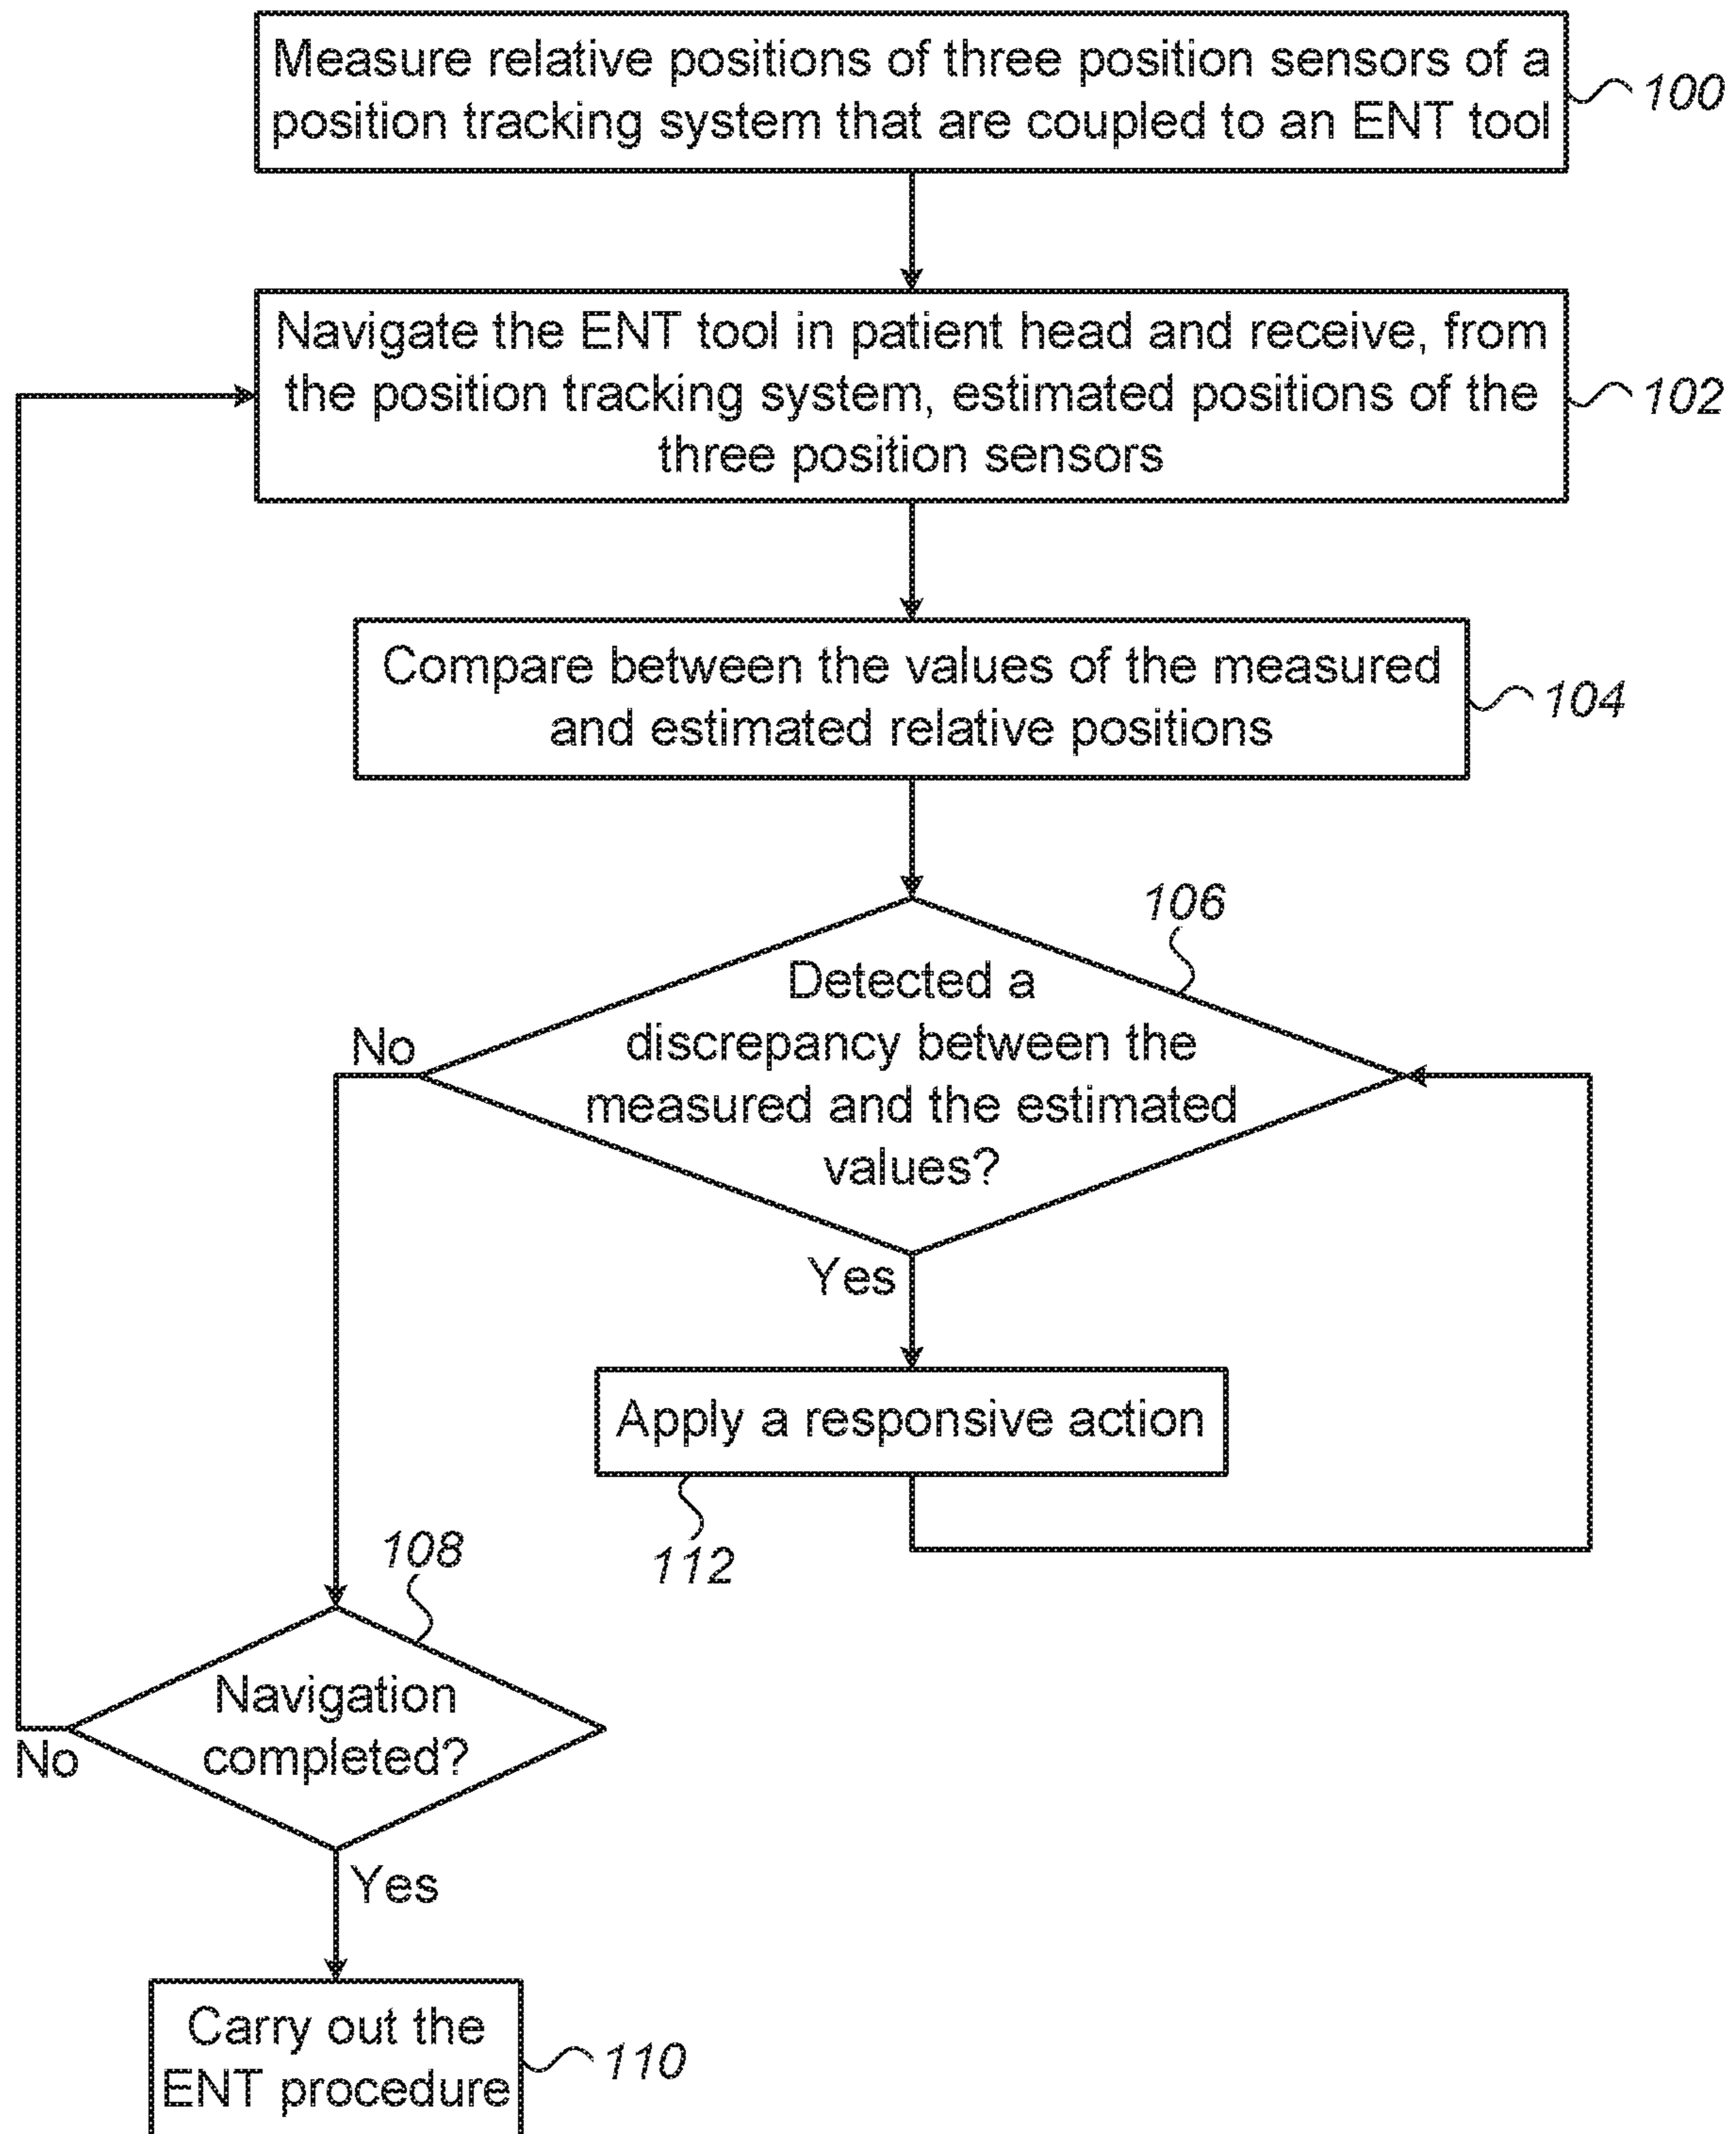 Measure relative positions of three position sensors of a
position tracking system that are coupled to an ENT tool
100
Navigate the ENT tool in patient head and receive, from
the position tracking system, estimated positions of the
three position sensors
102
Compare between the values of the measured
and estimated relative positions
104
106
Detected a
discrepancy between the
measured and the estimated
values?
No
Yes
Apply a responsive action
112
108
Navigation
completed?
No
Yes
Carry out the
ENT procedure
110